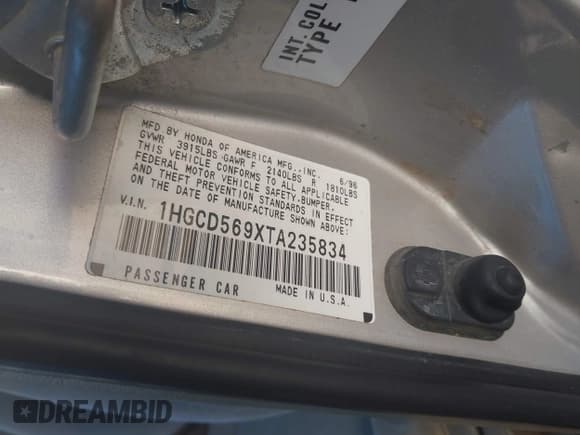 INT. COL
TYPE
MFD BY HONDA OF AMERICA MFG., INC. 6/96
GVWR 3915LBS GAWR F 2140LBS R 1810LBS
THIS VEHICLE CONFORMS TO ALL APPLICABLE
FEDERAL MOTOR VEHICLE SAFETY, BUMPER,
AND THEFT PREVENTION STANDARDS IN EFFECT
ON THE DATE OF MANUFACTURE SHOWN ABOVE:
V.I.N. 1HGCD569XTA235834
PASSENGER CAR MADE IN U.S.A.
DREAMBID